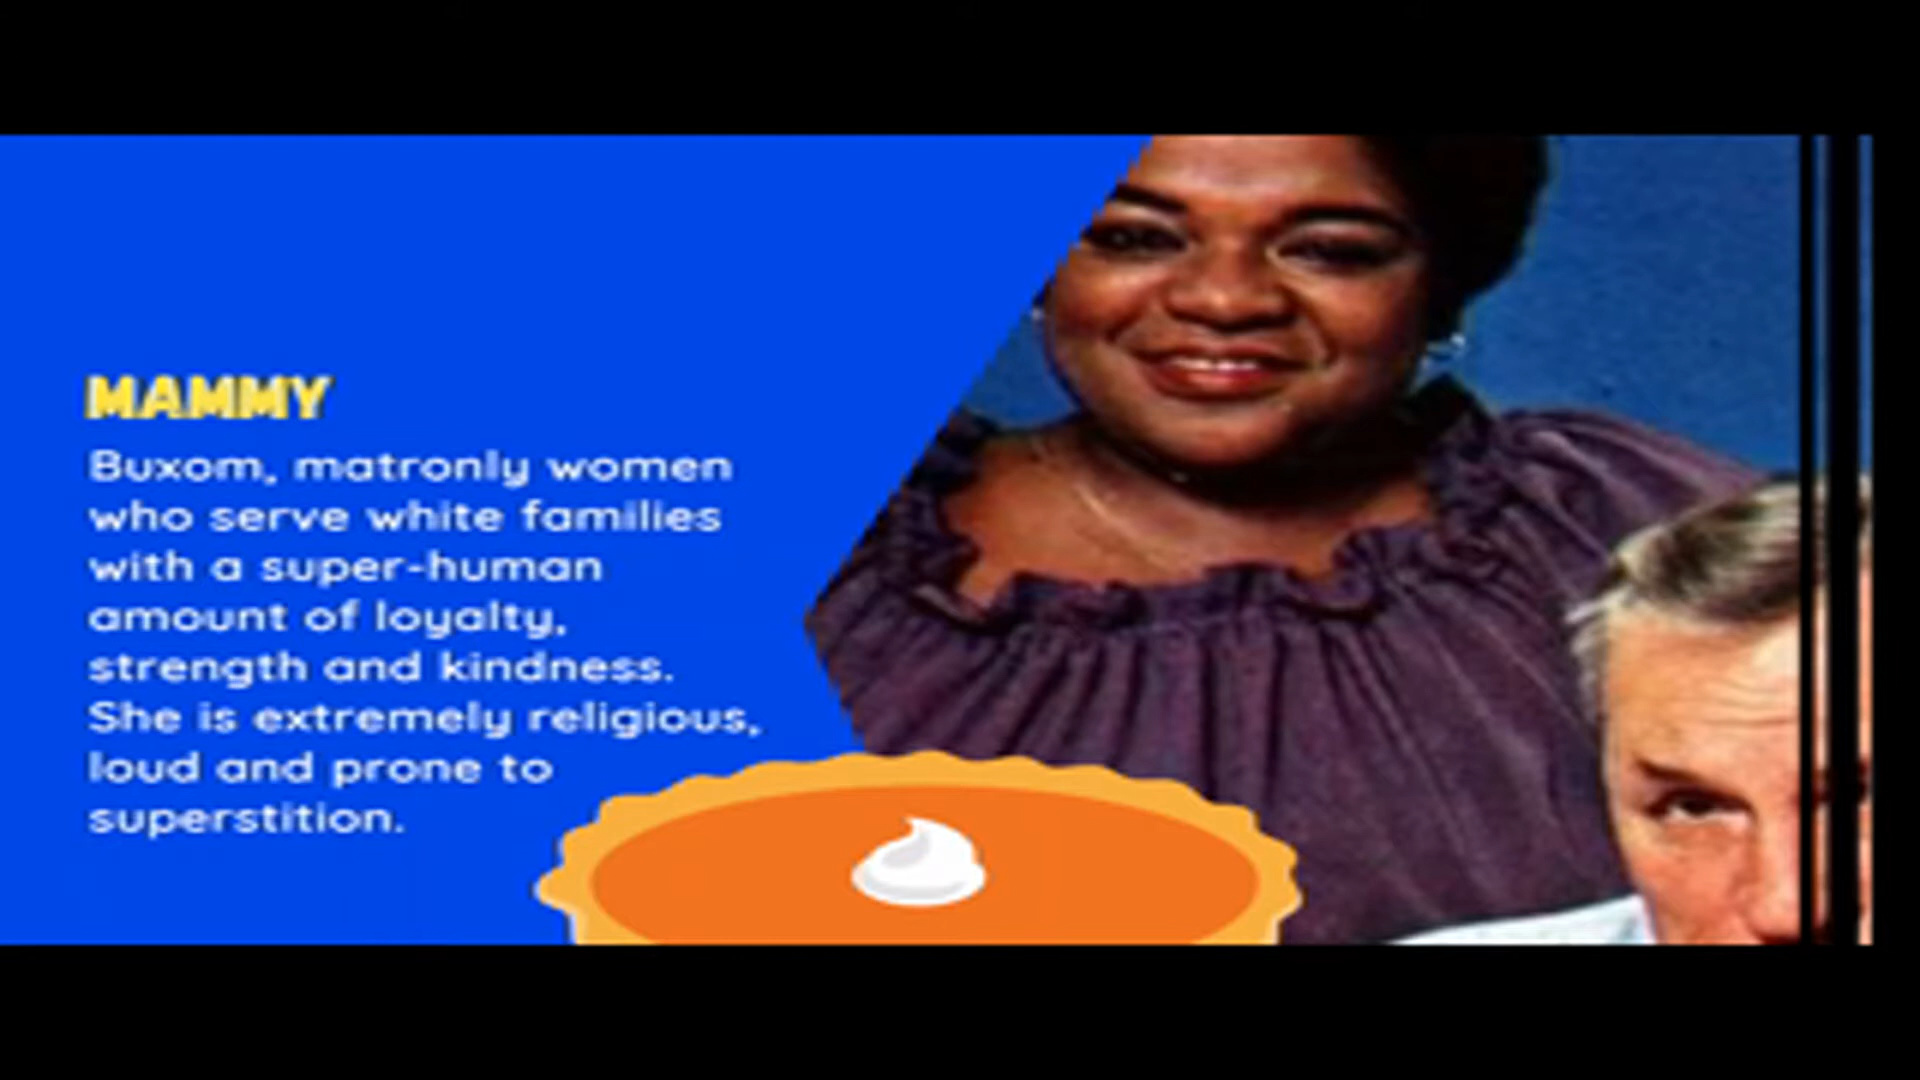 MAMMY
Buxom, matronly women
who serve white families
with a super-human
amount of loyalty,
strength and kindness.
She is extremely religious,
loud and prone to
superstition.